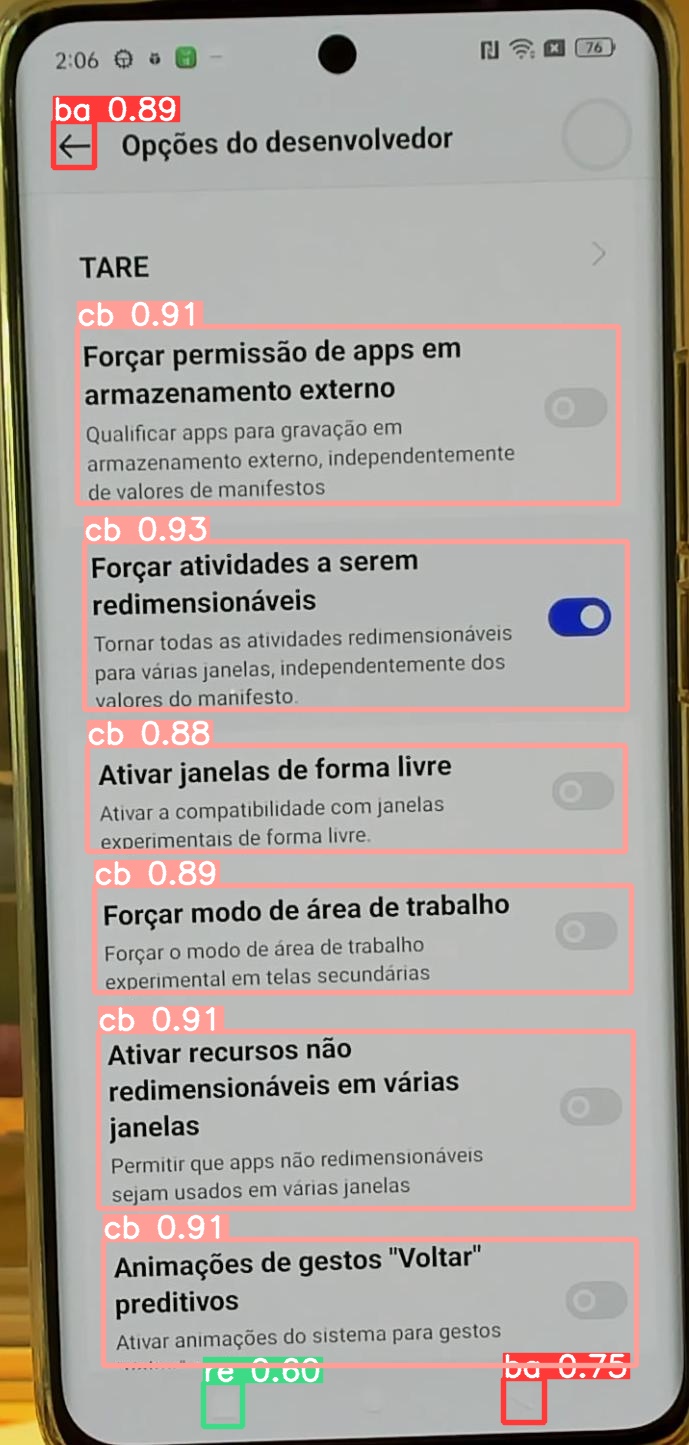 2:06
76
ba 0.89
Opções do desenvolvedor
TARE
cb 0.91
Forçar permissão de apps em
armazenamento externo
Qualificar apps para gravação em
armazenamento externo, independentemente
de valores de manifestos
cb 0.93
Forçar atividades a serem
redimensionáveis
Tornar todas as atividades redimensionáveis
para várias janelas, independentemente dos
valores do manifesto.
cb 0.88
Ativar janelas de forma livre
Ativar a compatibilidade com janelas
experimentais de forma livre.
cb 0.89
Forçar modo de área de trabalho
Forçar o modo de área de trabalho
experimental em telas secundárias
cb 0.91
Ativar recursos não
redimensionáveis em várias
janelas
Permitir que apps não redimensionáveis
sejam usados em várias janelas
cb 0.91
Animações de gestos "Voltar"
preditivos
Ativar animações do sistema para gestos
re 0.60
ba 0.75